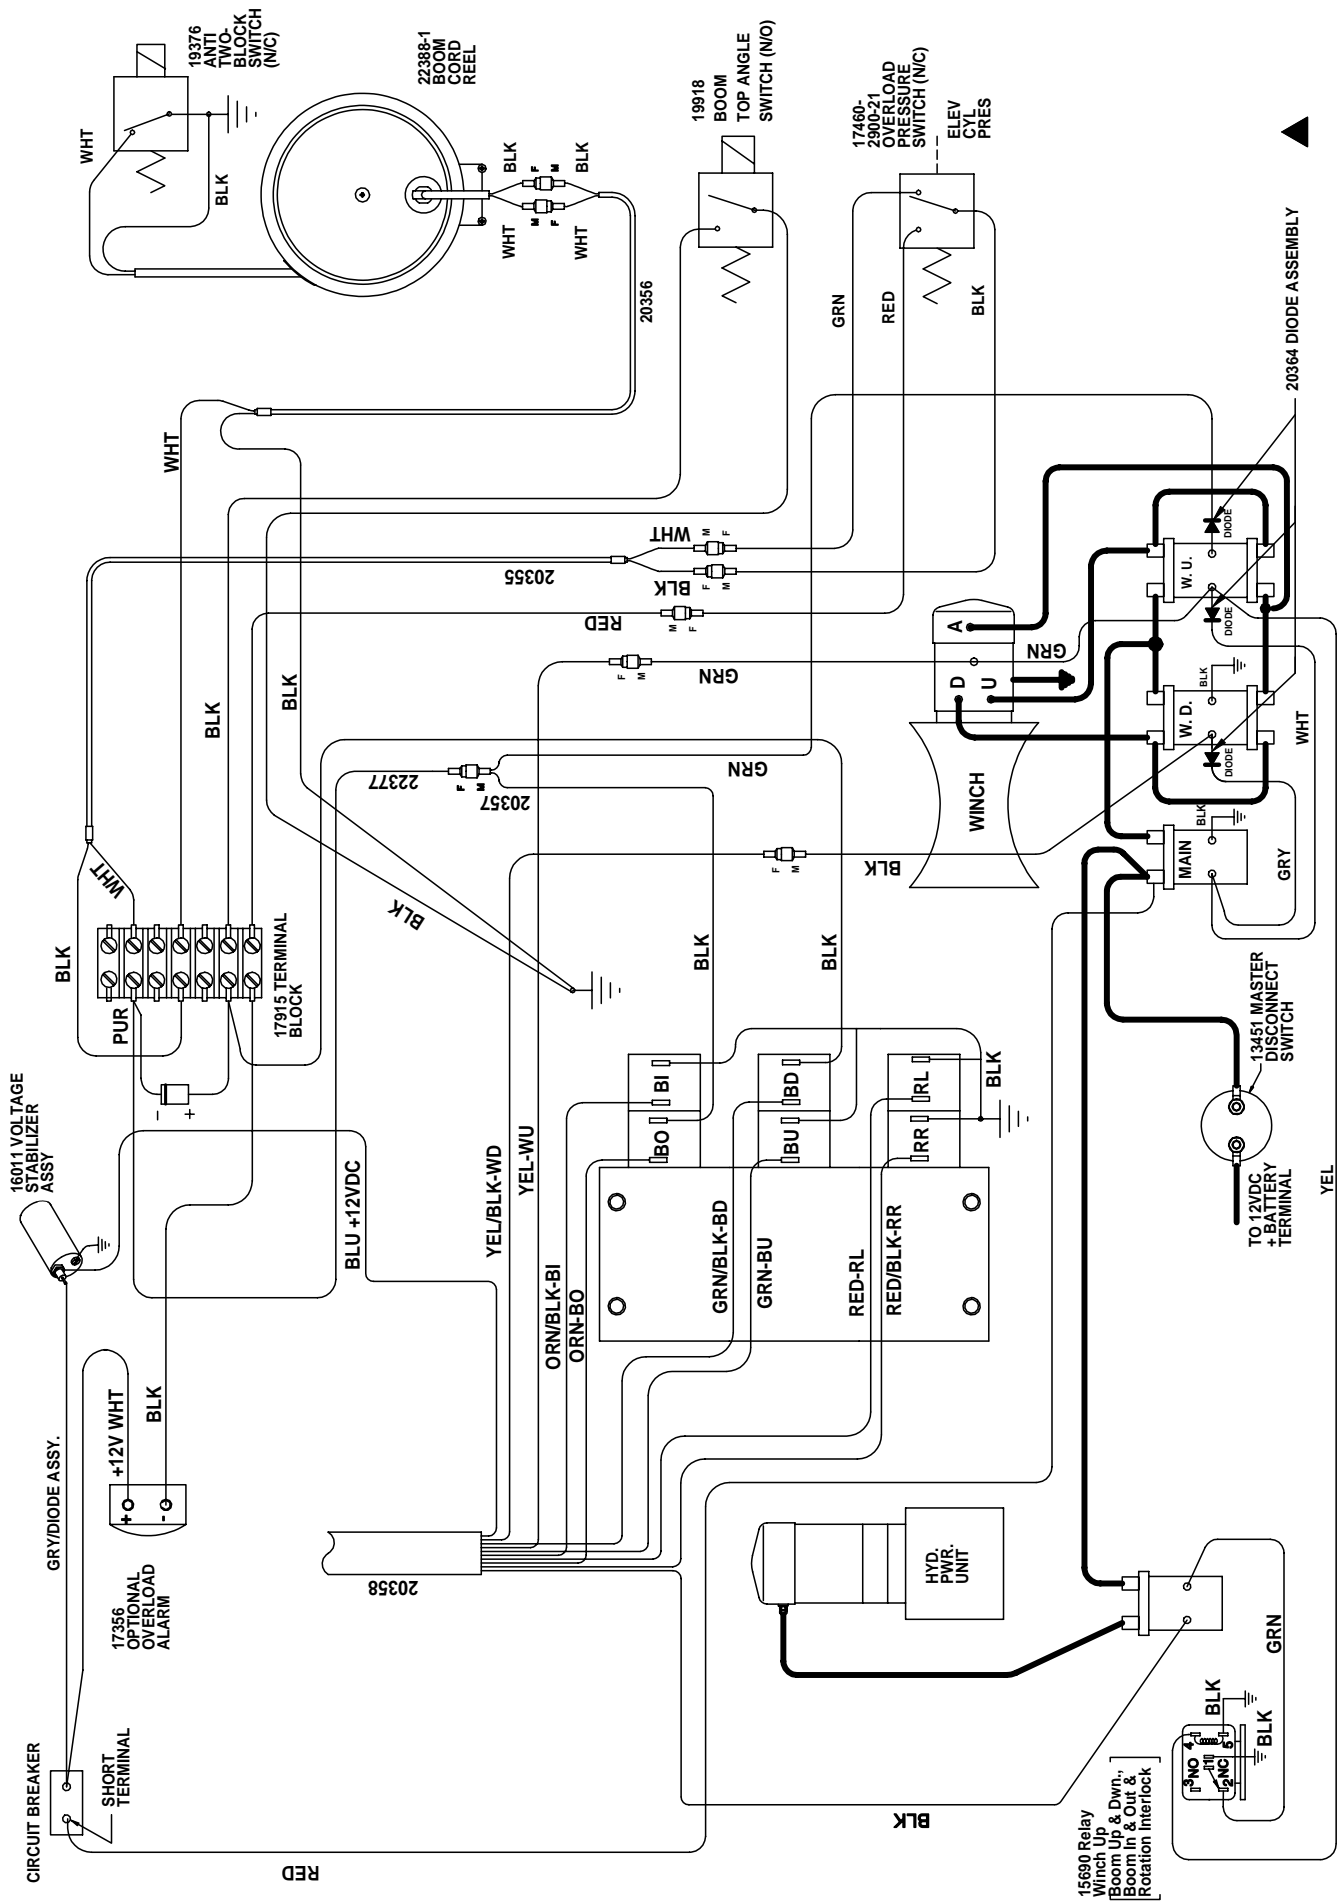 19376
ANTI
TWO-
BLOCK
SWITCH
(N/C)
WHT
BLK
22388-1
BOOM
CORD
REEL
BLK
F
M
BLK
WHT
M
F
WHT
20356
19918
BOOM
TOP ANGLE
SWITCH (N/O)
17460-
2900-21
OVERLOAD
PRESSURE
SWITCH (N/C)
ELEV
CYL
PRES
GRN
RED
BLK
20364 DIODE ASSEMBLY
WHT
BLK
BLK
20355
WHT
M
F
BLK
F
M
RED
M
F
GRN
F
M
GRN
22377
F
M
20357
GRN
BLK
F
M
A
D
U
WINCH
W. U.
DIODE
DIODE
W. D.
BLK
DIODE
WHT
MAIN
BLK
GRY
BLK
WHT
PUR
17915 TERMINAL
BLOCK
-
+
BLK
BLK
BLK
16011 VOLTAGE
STABILIZER
ASSY
BLU +12VDC
YEL/BLK-WD
YEL-WU
ORN/BLK-BI
ORN-BO
GRN/BLK-BD
GRN-BU
RED-RL
RED/BLK-RR
BO
BI
BU
BD
RR
RL
BLK
13451 MASTER
DISCONNECT
SWITCH
TO 12VDC
+ BATTERY
TERMINAL
YEL
GRY/DIODE ASSY.
+12V WHT
BLK
+
-
17356
OPTIONAL
OVERLOAD
ALARM
20358
HYD.
PWR.
UNIT
CIRCUIT BREAKER
SHORT
TERMINAL
RED
BLK
GRN
BLK
BLK
3
NO
4
1
2
NC
5
15690 Relay
Winch Up
Boom Up & Dwn.,
Boom In & Out &
Rotation Interlock